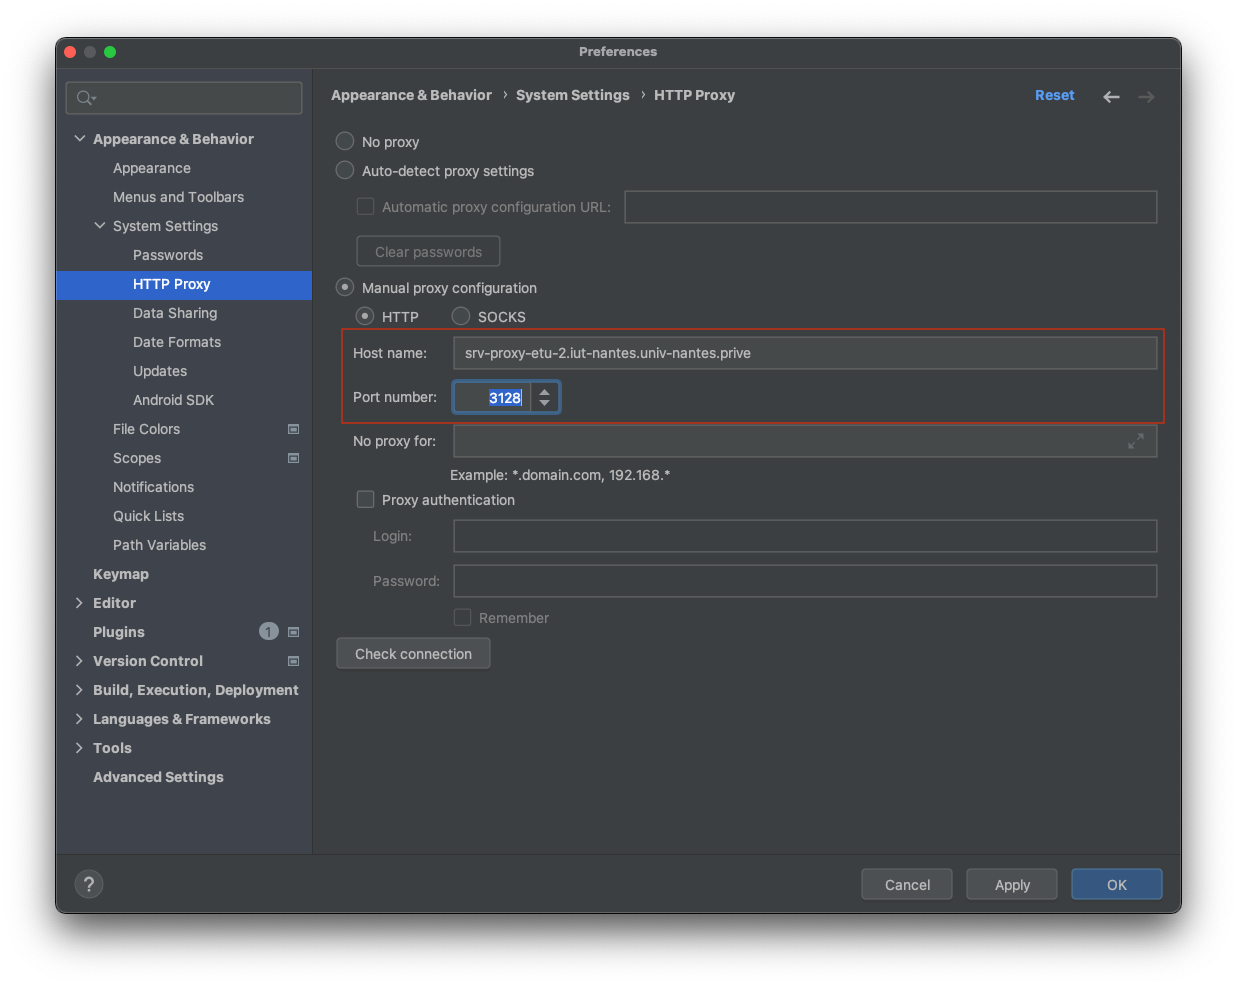 Preferences
Appearance & Behavior
Appearance
Menus and Toolbars
System Settings
Passwords
HTTP Proxy
Data Sharing
Date Formats
Updates
Android SDK
File Colors
Scopes
Notifications
Quick Lists
Path Variables
Keymap
Editor
Plugins 1
Version Control
Build, Execution, Deployment
Languages & Frameworks
Tools
Advanced Settings
Appearance & Behavior › System Settings › HTTP Proxy Reset
No proxy
Auto-detect proxy settings
Automatic proxy configuration URL:
Clear passwords
Manual proxy configuration
HTTP SOCKS
Host name: srv-proxy-etu-2.iut-nantes.univ-nantes.prive
Port number: 3128
No proxy for:
Example: *.domain.com, 192.168.*
Proxy authentication
Login:
Password:
Remember
Check connection
? Cancel Apply OK